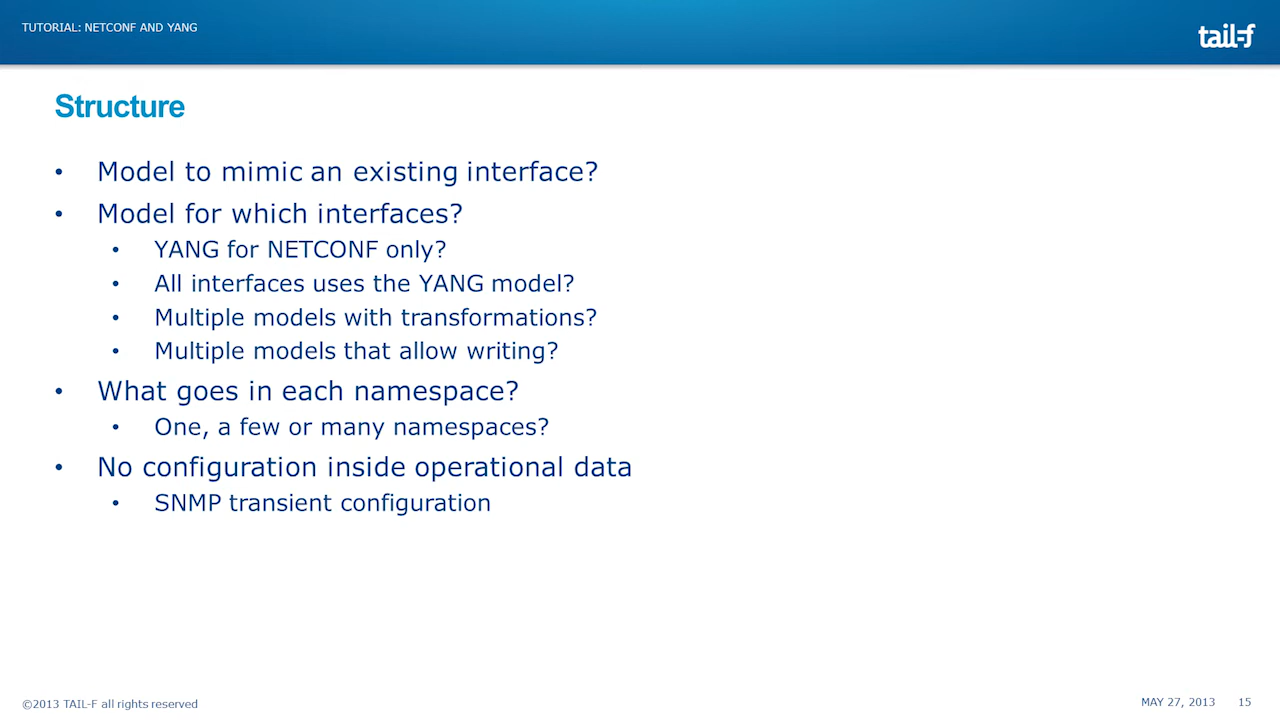 TUTORIAL: NETCONF AND YANG
tail-f
Structure
• Model to mimic an existing interface?
• Model for which interfaces?
• YANG for NETCONF only?
• All interfaces uses the YANG model?
• Multiple models with transformations?
• Multiple models that allow writing?
• What goes in each namespace?
• One, a few or many namespaces?
• No configuration inside operational data
• SNMP transient configuration
©2013 TAIL-F all rights reserved
MAY 27, 2013 15